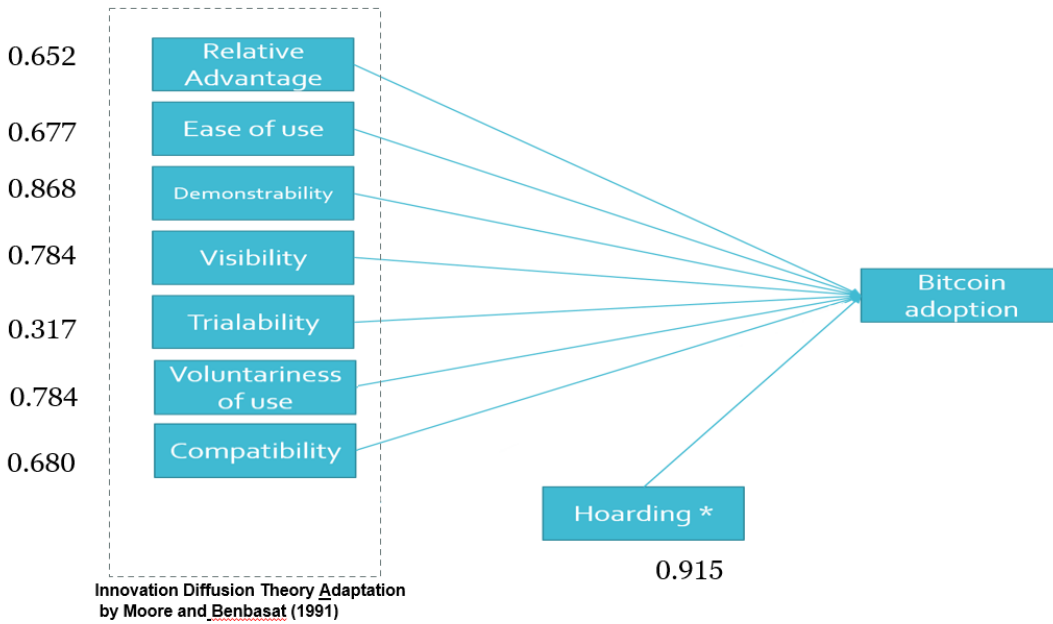 0.652
Relative
Advantage
0.677
Ease of use
0.868
Demonstrability
0.784
Visibility
0.317
Trialability
0.784
Voluntariness
of use
0.680
Compatibility
Bitcoin
adoption
Hoarding *
0.915
Innovation Diffusion Theory Adaptation
by Moore and Benbasat (1991)